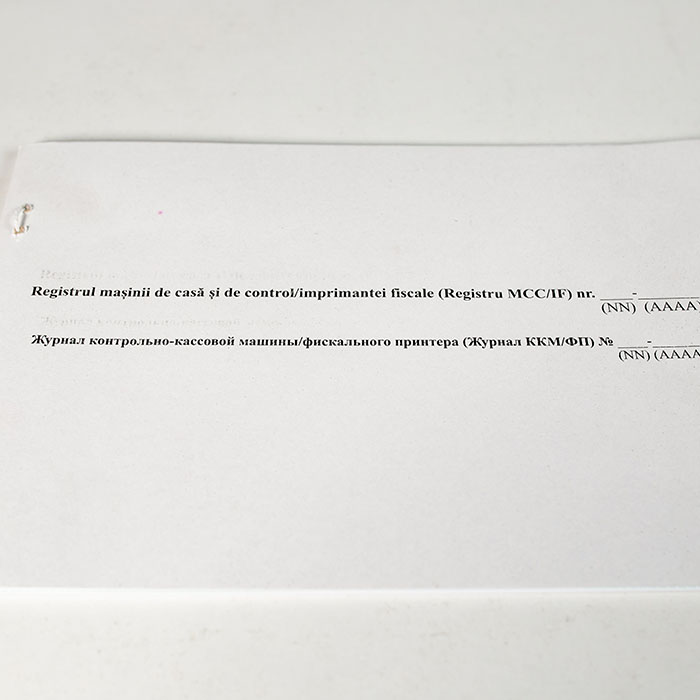 Registrul mașinii de casă și de control/imprimantei fiscale (Registru MCC/IF) nr. ____-________
(NN) (AAAA)
Журнал контрольно-кассовой машины/фискального принтера (Журнал ККМ/ФП) № ____-______
(NN) (AAAA